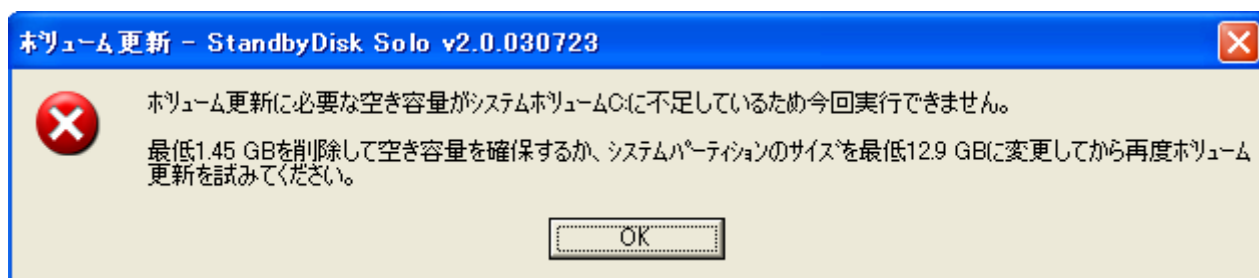 ボリューム更新 - StandbyDisk Solo v2.0.030723
ボリューム更新に必要な空き容量がシステムボリュームC:に不足しているため今回実行できません。
最低1.45 GBを削除して空き容量を確保するか、システムパーティションのサイズを最低12.9 GBに変更してから再度ボリューム
更新を試みてください。
OK